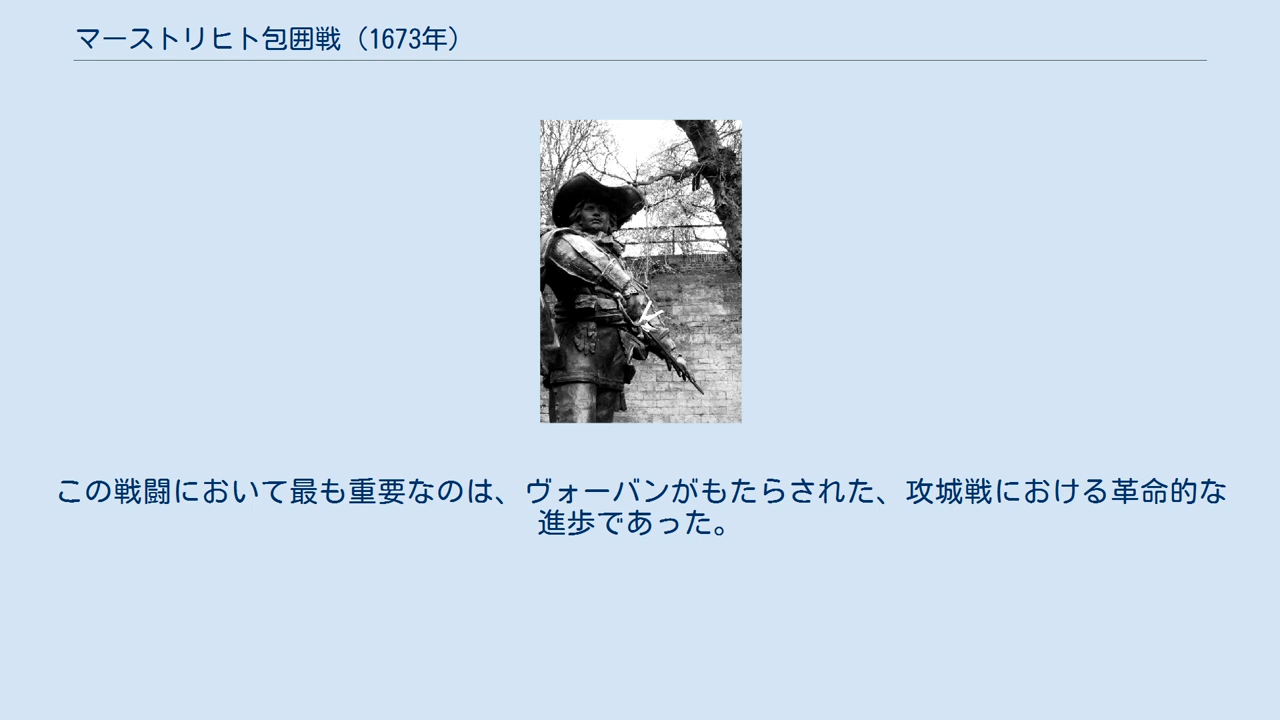 マーストリヒト包囲戦（1673年）
この戦闘において最も重要なのは、ヴォーバンがもたらされた、攻城戦における革命的な
進歩であった。